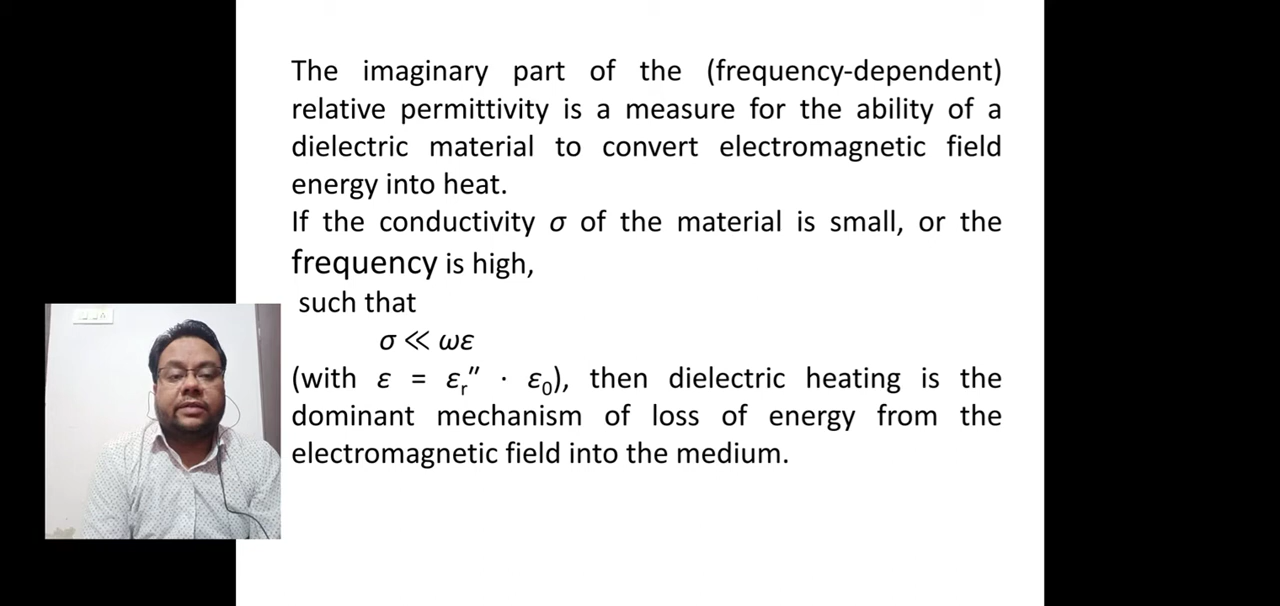 The imaginary part of the (frequency-dependent)
relative permittivity is a measure for the ability of a
dielectric material to convert electromagnetic field
energy into heat.
If the conductivity σ of the material is small, or the
frequency is high,
such that
σ ≪ ωε
(with ε = εᵣ″ · ε₀), then dielectric heating is the
dominant mechanism of loss of energy from the
electromagnetic field into the medium.